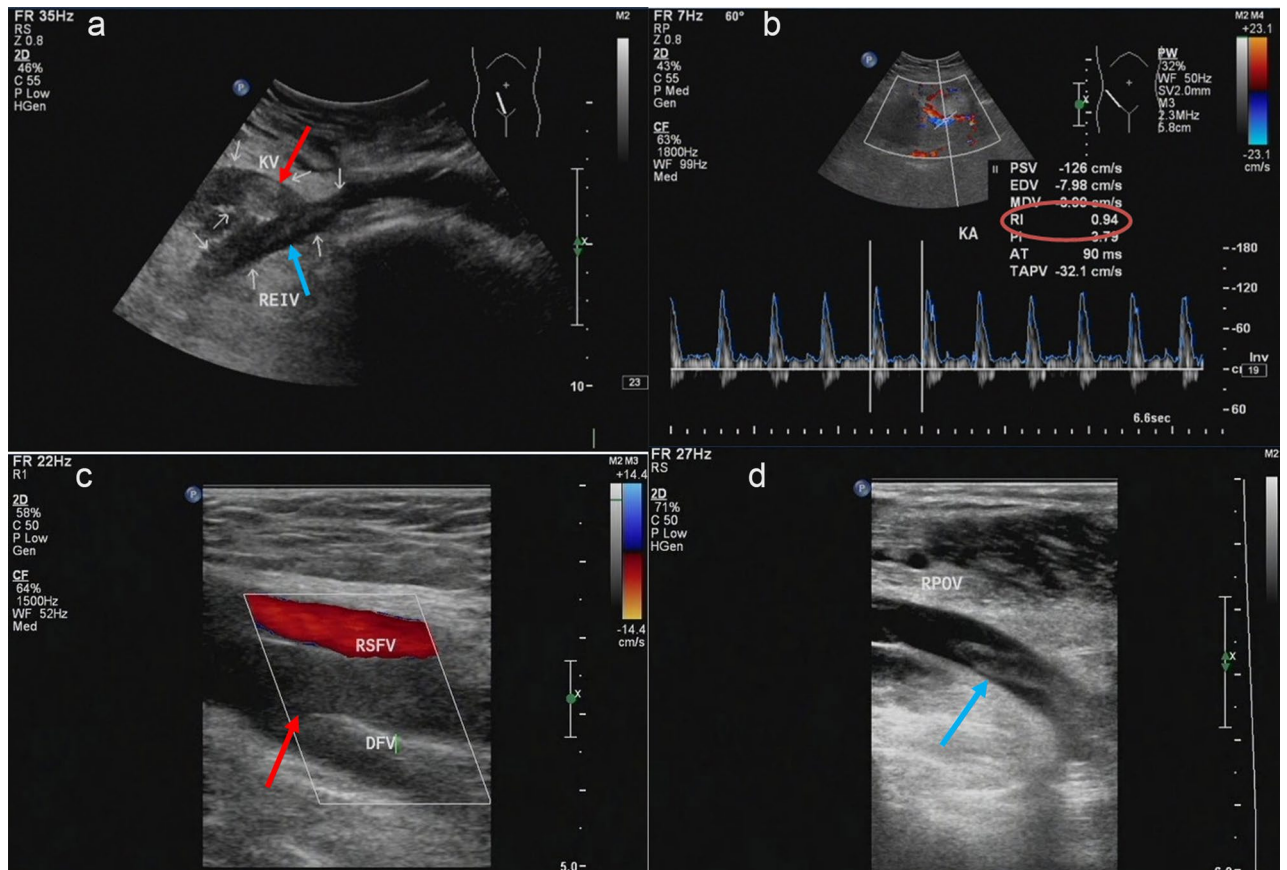 FR 35Hz
RS
Z 0.8
2D
46%
C 55
P Low
HGen
a
M2
P
KV
REIV
x
10
23
FR 7Hz 60°
RP
Z 0.8
2D
43%
C 55
P Med
Gen
CF
63%
1800Hz
WF 99Hz
Med
b
M2 M4
+23.1
-23.1
cm/s
PW
32%
WF 50Hz
SV2.0mm
M3
2.3MHz
5.8cm
P
x
PSV -126 cm/s
EDV -7.98 cm/s
RI 0.94
AT 90 ms
TAPV -32.1 cm/s
KA
-180
-120
-60
Inv
19
-60
6.6sec
FR 22Hz
R1
2D
58%
C 50
P Low
Gen
CF
64%
1500Hz
WF 52Hz
Med
c
M2 M3
+14.4
-14.4
cm/s
P
RSFV
DFV
x
5.0
FR 27Hz
RS
2D
71%
C 50
P Low
HGen
d
M2
P
RPOV
x